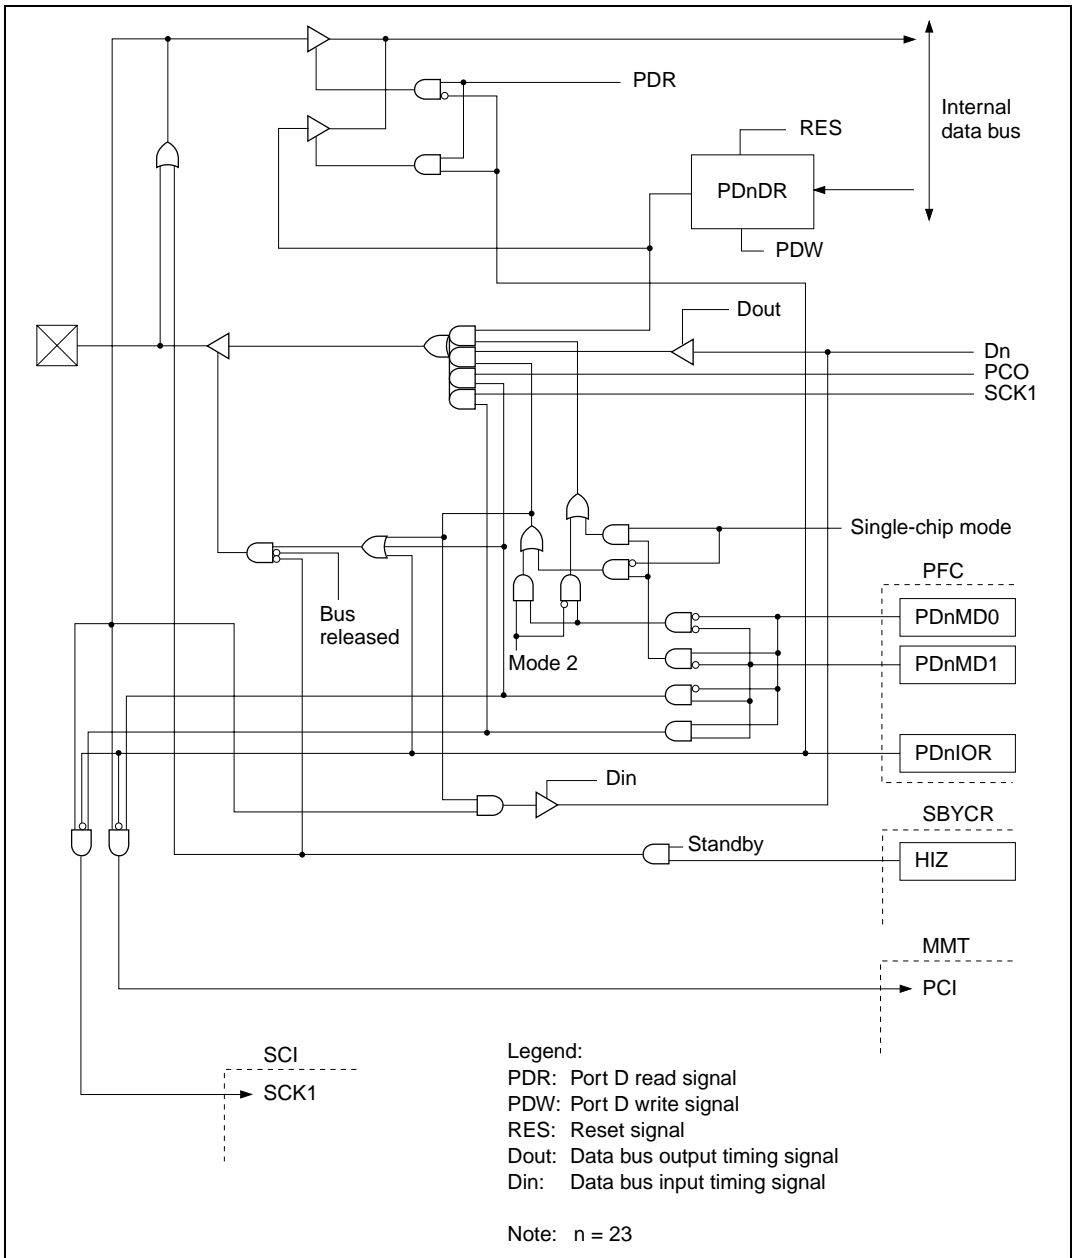 PDR
Internal
data bus
RES
PDnDR
PDW
Dout
Dn
PCO
SCK1
Single-chip mode
PFC
PDnMD0
Bus
released
Mode 2
PDnMD1
PDnIOR
Din
SBYCR
Standby
HIZ
MMT
PCI
SCI
SCK1
Legend:
PDR: Port D read signal
PDW: Port D write signal
RES: Reset signal
Dout: Data bus output timing signal
Din: Data bus input timing signal
Note: n = 23